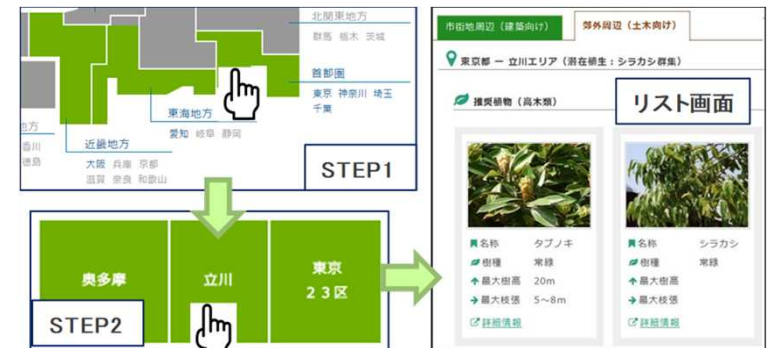 北関東地方
群馬 栃木 茨城
首都圏
東京 神奈川 埼玉
千葉
東海地方
愛知 岐阜 静岡
地方
香川
徳島
近畿地方
大阪 兵庫 京都
滋賀 奈良 和歌山
STEP1
奥多摩
立川
東京
23区
STEP2
市街地周辺（建築向け）
郊外周辺（土木向け）
東京都 ー 立川エリア（潜在植生：シラカシ群集）
推奨植物（高木類）
リスト画面
名称 タブノキ
樹種 常緑
最大樹高 20m
最大枝張 5～8m
詳細情報
名称 シラカシ
樹種 常緑
最大樹高
最大枝張
詳細情報